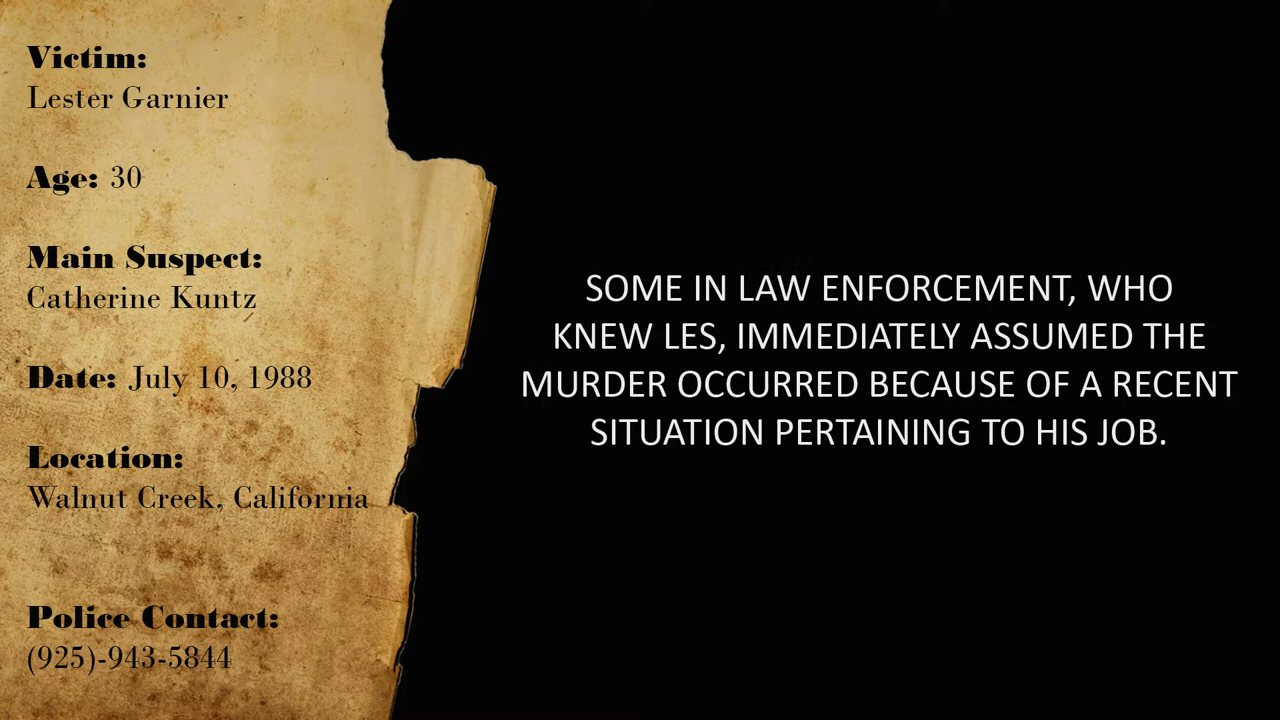 Victim:
Lester Garnier
Age: 30
Main Suspect:
Catherine Kuntz
Date: July 10, 1988
Location:
Walnut Creek, California
Police Contact:
(925)-943-5844
SOME IN LAW ENFORCEMENT, WHO
KNEW LES, IMMEDIATELY ASSUMED THE
MURDER OCCURRED BECAUSE OF A RECENT
SITUATION PERTAINING TO HIS JOB.